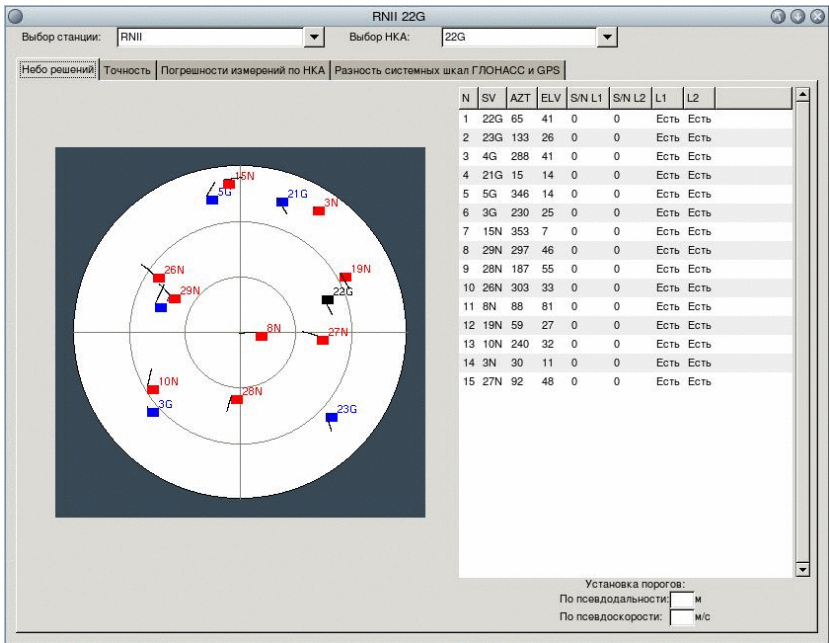 RNII 22G
Выбор станции: RNII Выбор НКА: 22G
Небо решений Точность Погрешности измерений по НКА Разность системных шкал ГЛОНАСС и GPS
N SV AZT ELV S/N L1 S/N L2 L1 L2
1 22G 65 41 0 0 Есть Есть
2 23G 133 26 0 0 Есть Есть
3 4G 288 41 0 0 Есть Есть
4 21G 15 14 0 0 Есть Есть
5 5G 346 14 0 0 Есть Есть
6 3G 230 25 0 0 Есть Есть
7 15N 353 7 0 0 Есть Есть
8 29N 297 46 0 0 Есть Есть
9 28N 187 55 0 0 Есть Есть
10 26N 303 33 0 0 Есть Есть
11 8N 88 81 0 0 Есть Есть
12 19N 59 27 0 0 Есть Есть
13 10N 240 32 0 0 Есть Есть
14 3N 30 11 0 0 Есть Есть
15 27N 92 48 0 0 Есть Есть
15N
5G
21G
3N
26N
19N
29N
22G
8N
27N
10N
28N
3G
23G
Установка порогов:
По псевдодальности: м
По псевдоскорости: м/с